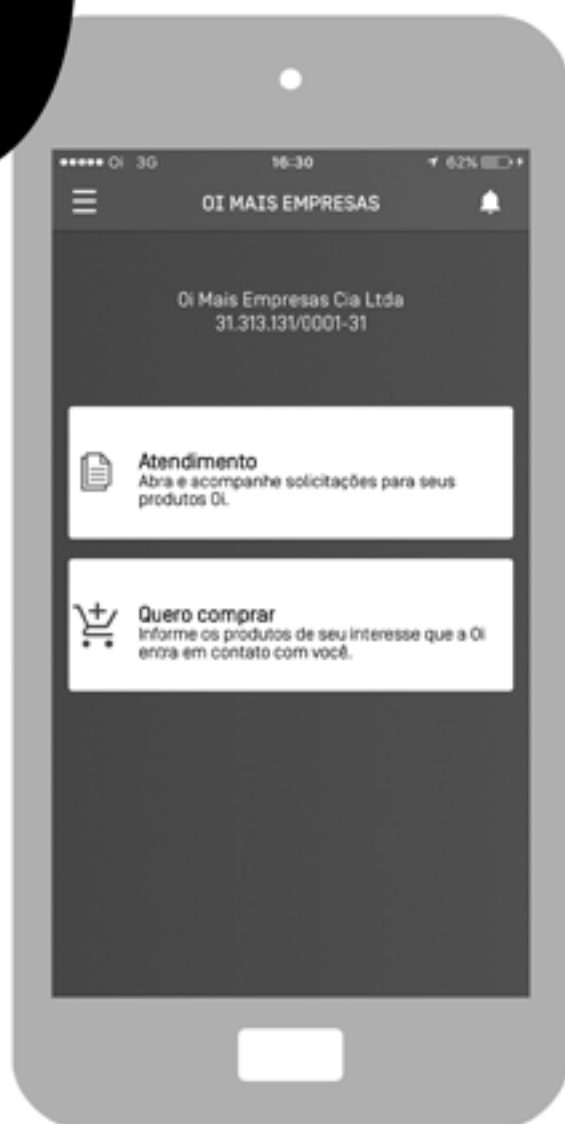 Oi 3G 16:30 62%
OI MAIS EMPRESAS
Oi Mais Empresas Cia Ltda
31.313.131/0001-31
Atendimento
Abra e acompanhe solicitações para seus
produtos Oi.
Quero comprar
Informe os produtos de seu interesse que a Oi
entra em contato com você.